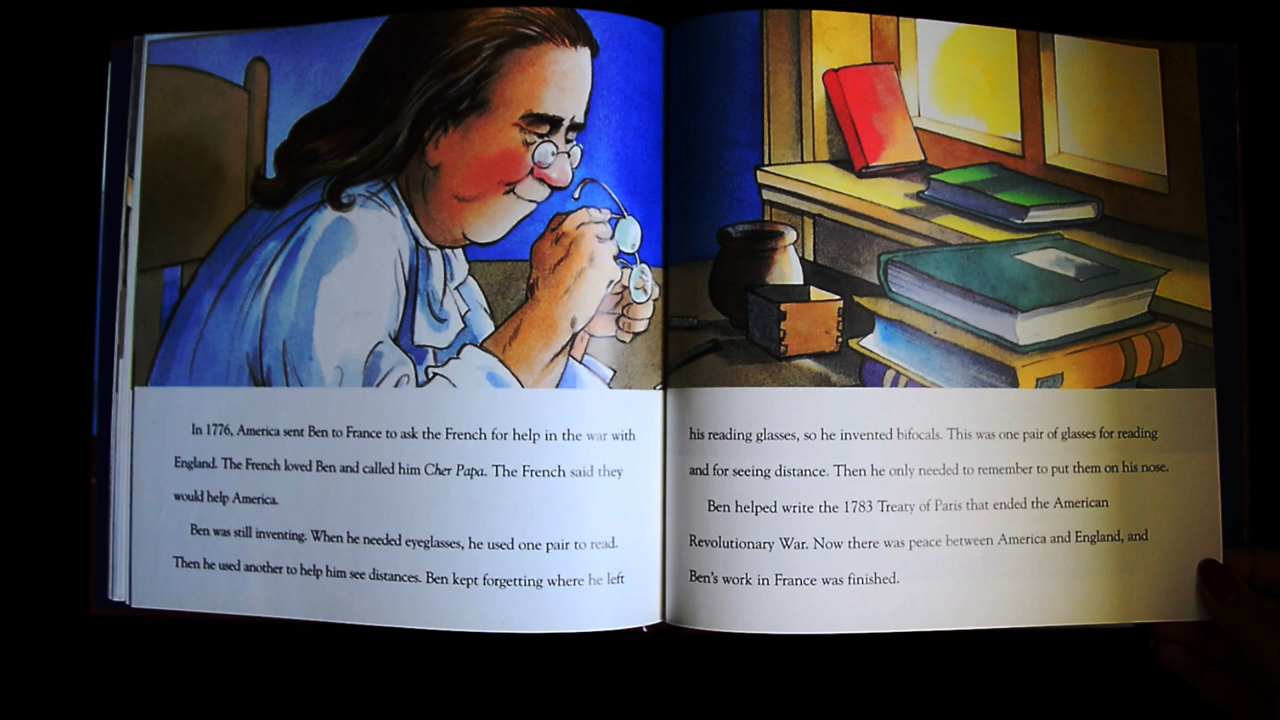 In 1776, America sent Ben to France to ask the French for help in the war with
England. The French loved Ben and called him Cher Papa. The French said they
would help America.
Ben was still inventing. When he needed eyeglasses, he used one pair to read.
Then he used another to help him see distances. Ben kept forgetting where he left
his reading glasses, so he invented bifocals. This was one pair of glasses for reading
and for seeing distance. Then he only needed to remember to put them on his nose.
Ben helped write the 1783 Treaty of Paris that ended the American
Revolutionary War. Now there was peace between America and England, and
Ben's work in France was finished.